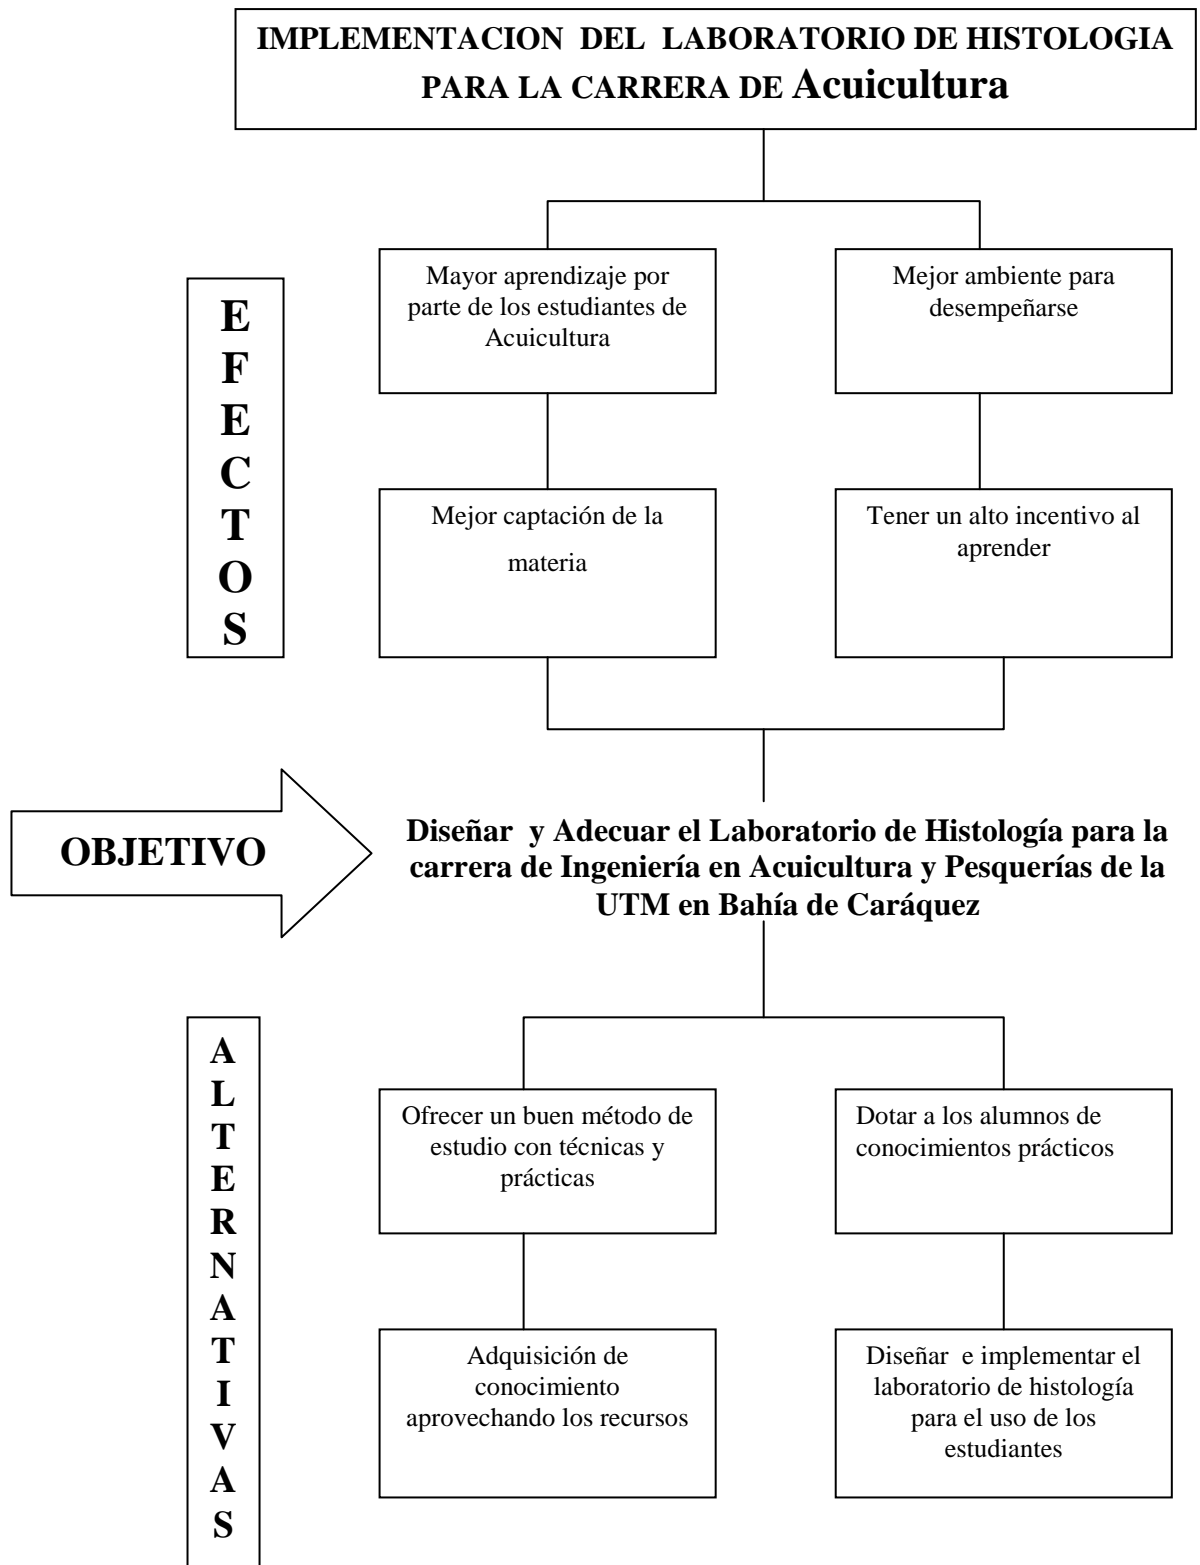 IMPLEMENTACION DEL LABORATORIO DE HISTOLOGIA
PARA LA CARRERA DE Acuicultura
EFECTOS
Mayor aprendizaje por
parte de los estudiantes de
Acuicultura
Mejor ambiente para
desempeñarse
Mejor captación de la
materia
Tener un alto incentivo al
aprender
OBJETIVO
Diseñar y Adecuar el Laboratorio de Histología para la
carrera de Ingeniería en Acuicultura y Pesquerías de la
UTM en Bahía de Caráquez
ALTERNATIVAS
Ofrecer un buen método de
estudio con técnicas y
prácticas
Dotar a los alumnos de
conocimientos prácticos
Adquisición de
conocimiento
aprovechando los recursos
Diseñar e implementar el
laboratorio de histología
para el uso de los
estudiantes